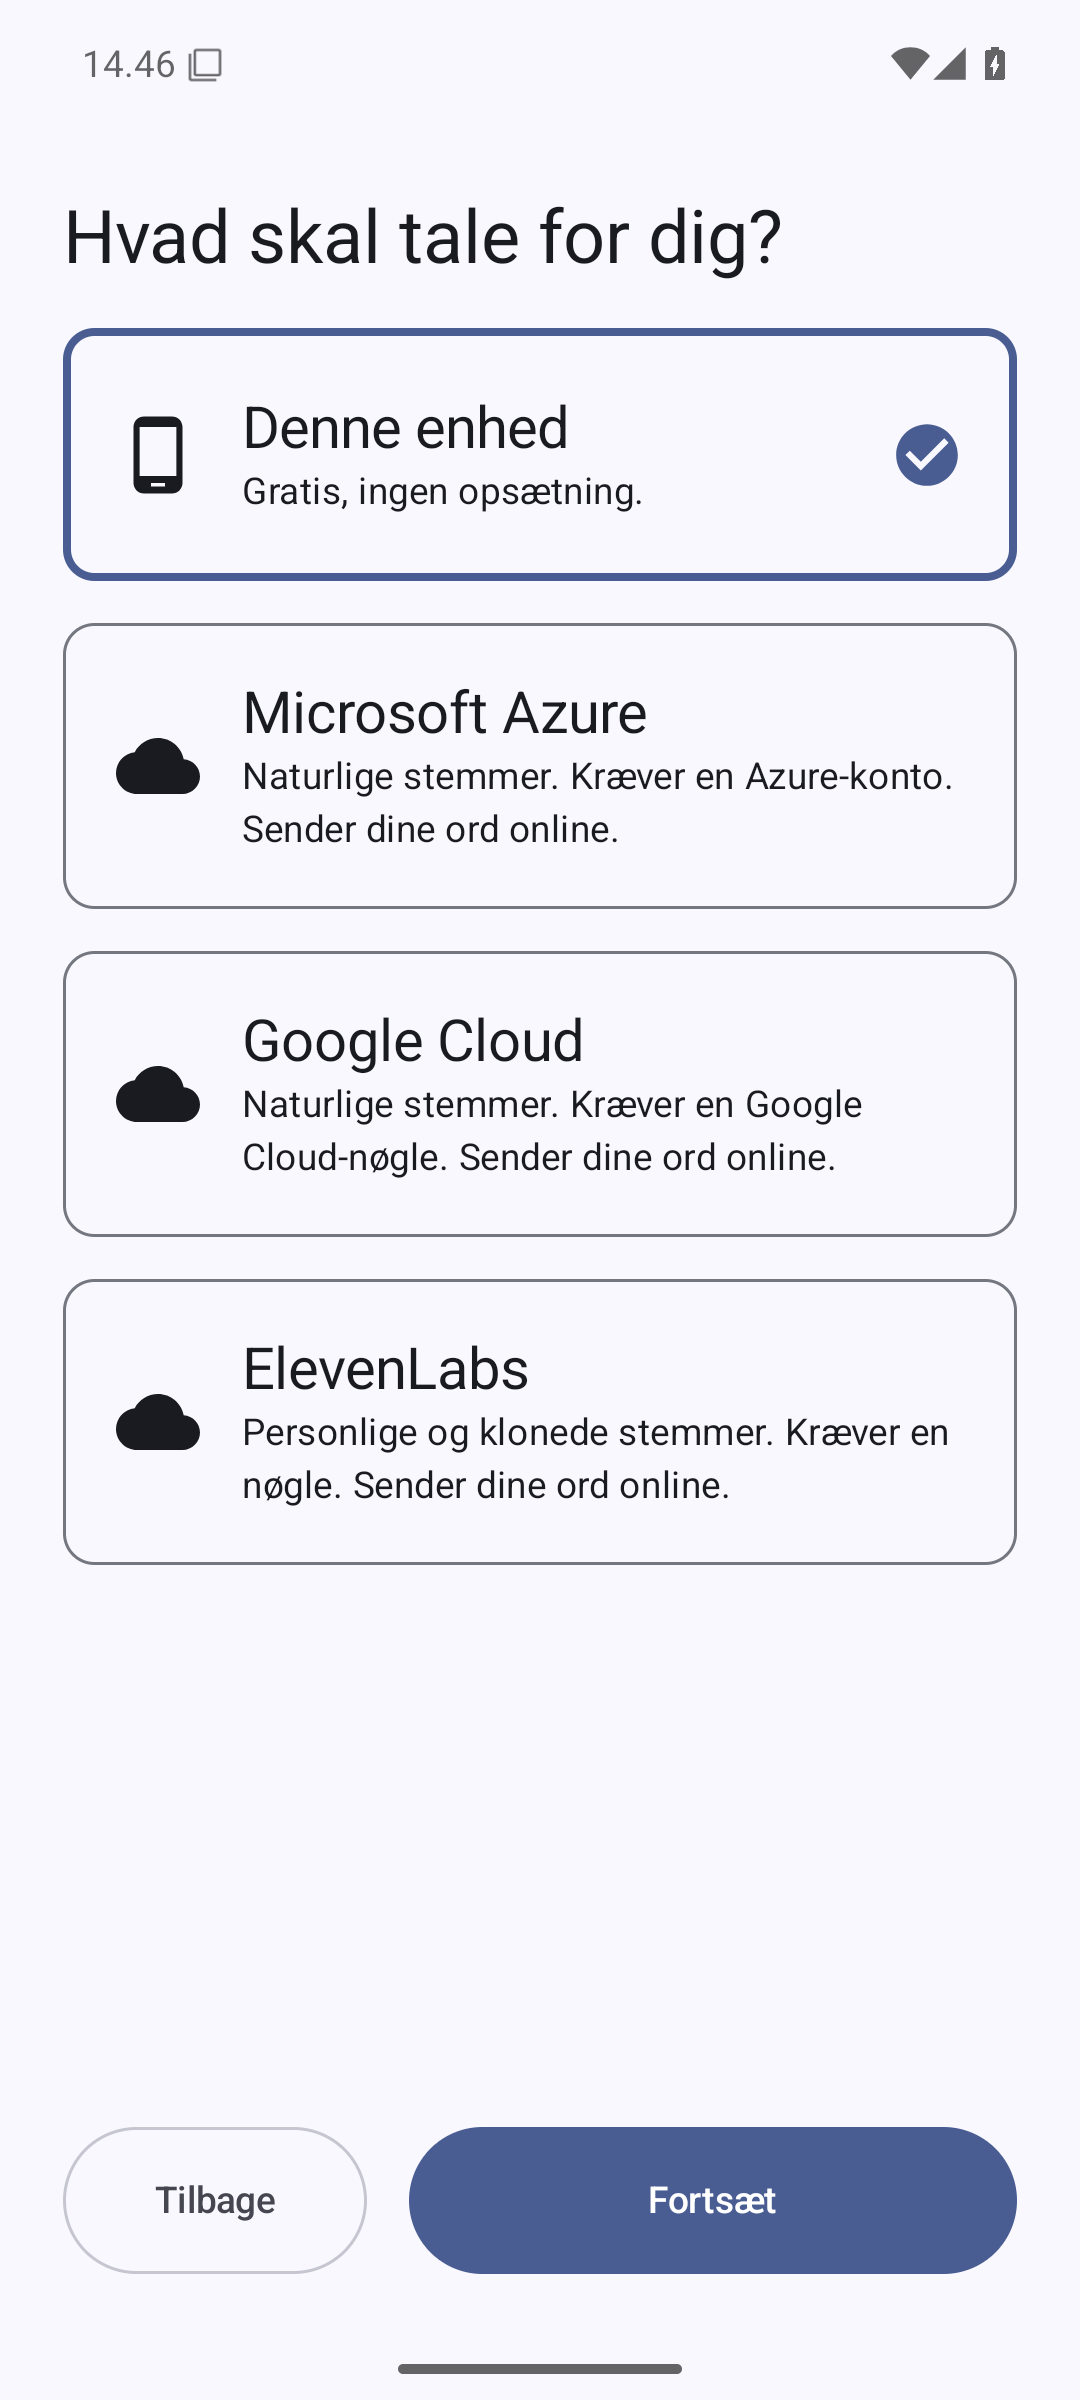 14.46
Hvad skal tale for dig?
Denne enhed
Gratis, ingen opsætning.
Microsoft Azure
Naturlige stemmer. Kræver en Azure-konto.
Sender dine ord online.
Google Cloud
Naturlige stemmer. Kræver en Google
Cloud-nøgle. Sender dine ord online.
ElevenLabs
Personlige og klonede stemmer. Kræver en
nøgle. Sender dine ord online.
Tilbage
Fortsæt